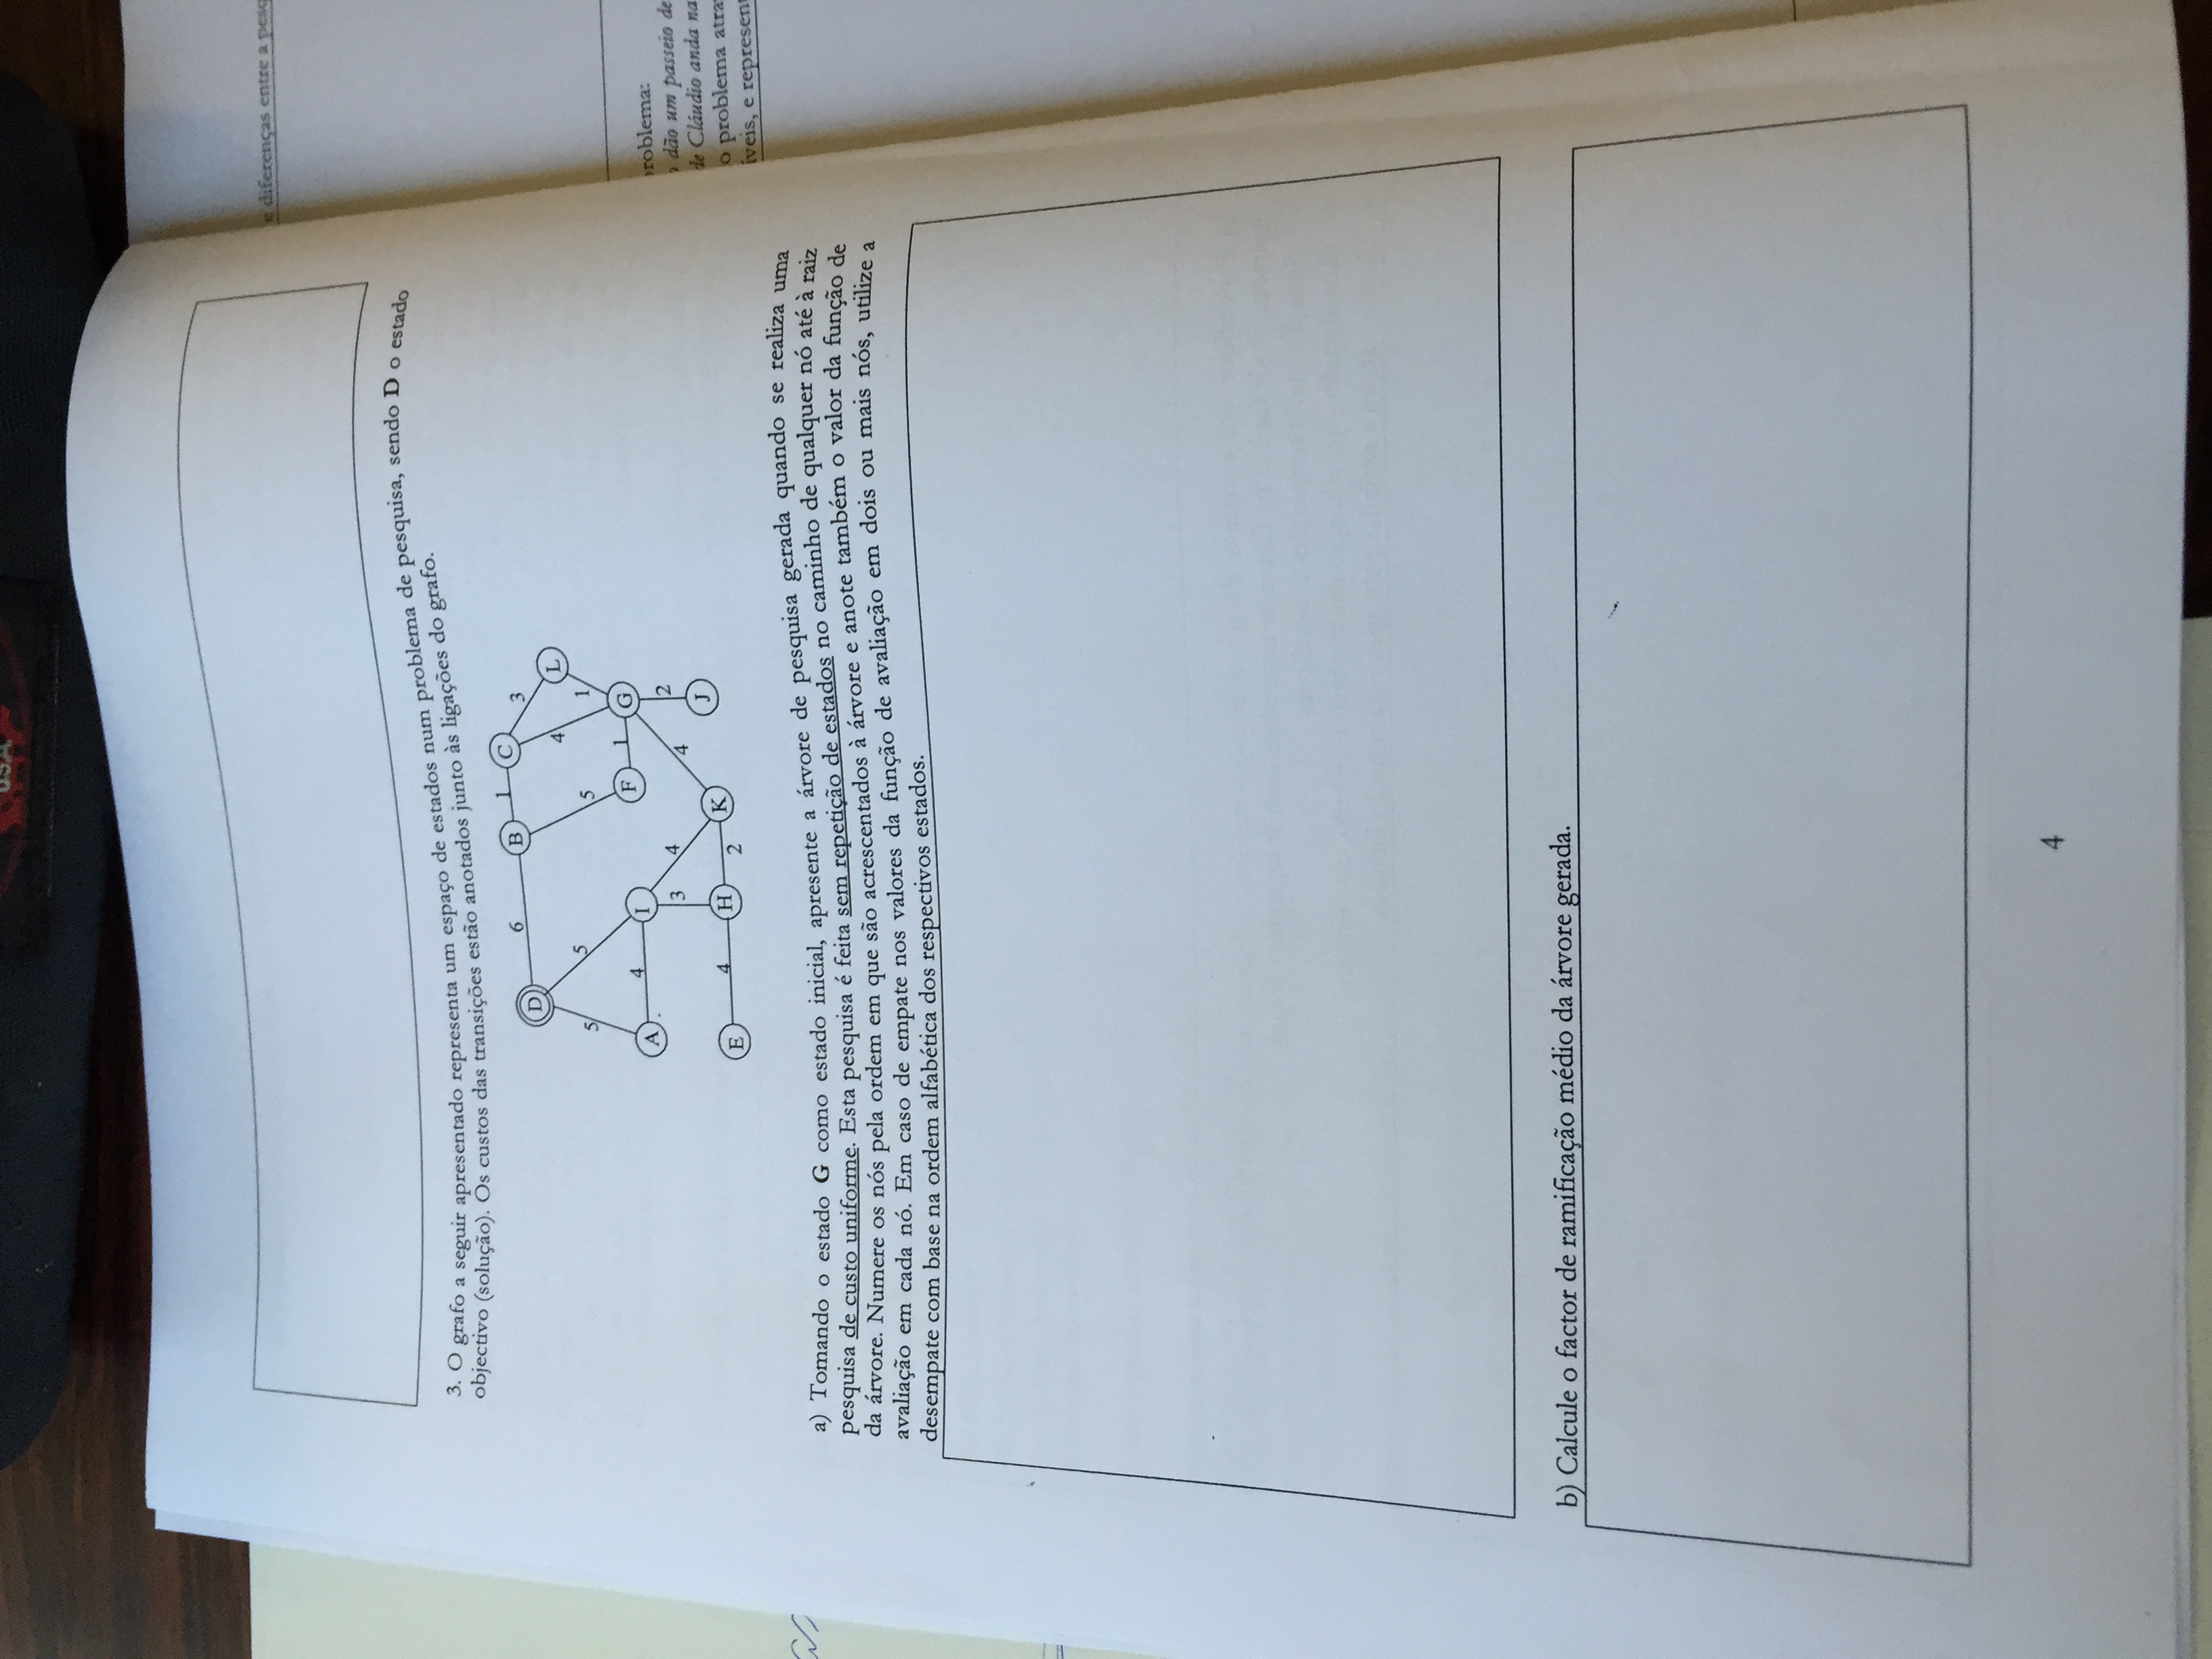 USA
e diferenças entre a
3. O grafo a seguir apresentado representa um espaço de estados num problema de pesquisa, sendo D o estado
objectivo (solução). Os custos das transições estão anotados junto às ligações do grafo.
D 6 B 1 C 3
L
5 5 5 4 1
A 4 I F 1 G
3 4 4 2
E 4 H 2 K J
problema:
dão um passeio de
de Cláudio anda na
o problema
íveis, e
a) Tomando o estado G como estado inicial, apresente a árvore de pesquisa gerada quando se realiza uma
pesquisa de custo uniforme. Esta pesquisa é feita sem repetição de estados no caminho de qualquer nó até à raiz
da árvore. Numere os nós pela ordem em que são acrescentados à árvore e anote também o valor da função de
avaliação em cada nó. Em caso de empate nos valores da função de avaliação em dois ou mais nós, utilize a
desempate com base na ordem alfabética dos respectivos estados.
b) Calcule o factor de ramificação médio da árvore gerada.
4